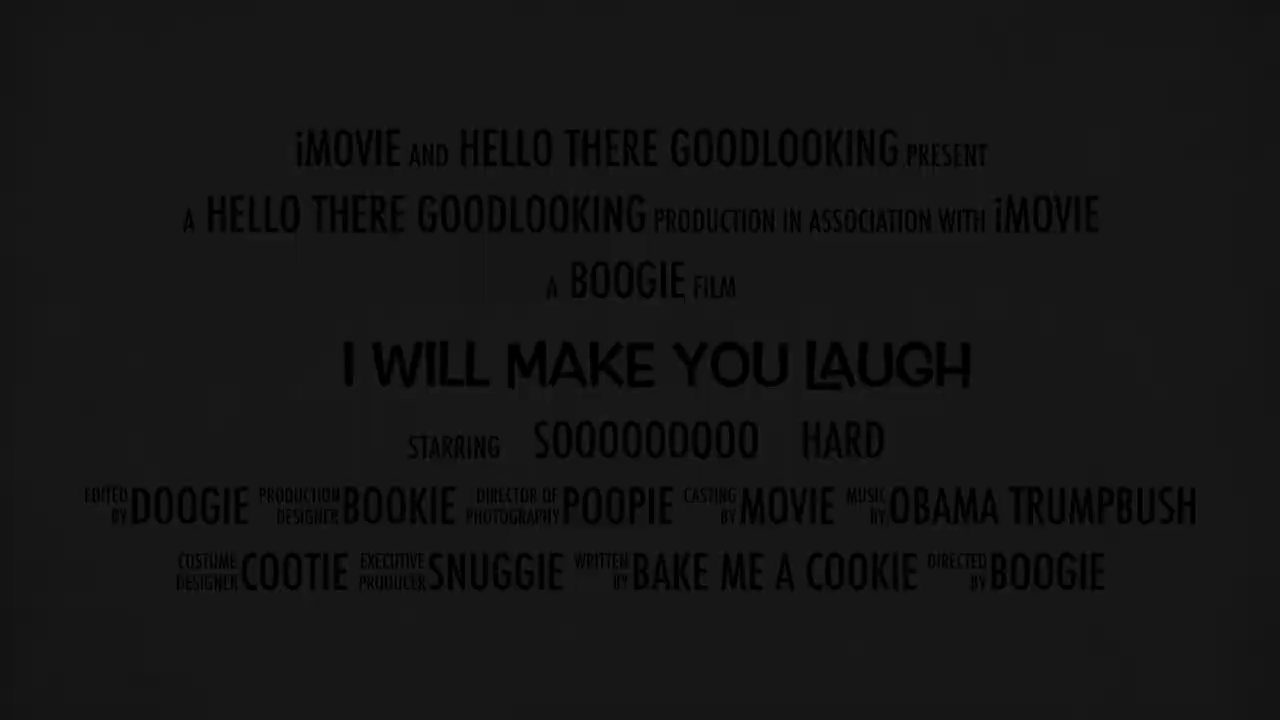 iMOVIE AND HELLO THERE GOODLOOKING PRESENT
A HELLO THERE GOODLOOKING PRODUCTION IN ASSOCIATION WITH iMOVIE
A BOOGIE FILM
I WILL MAKE YOU LAUGH
STARRING SOOOOOOOOO HARD
EDITED BY DOOGIE PRODUCTION DESIGNER BOOKIE DIRECTOR OF PHOTOGRAPHY POOPIE CASTING BY MOVIE MUSIC BY OBAMA TRUMPBUSH
COSTUME DESIGNER COOTIE EXECUTIVE PRODUCER SNUGGIE WRITTEN BY BAKE ME A COOKIE DIRECTED BY BOOGIE